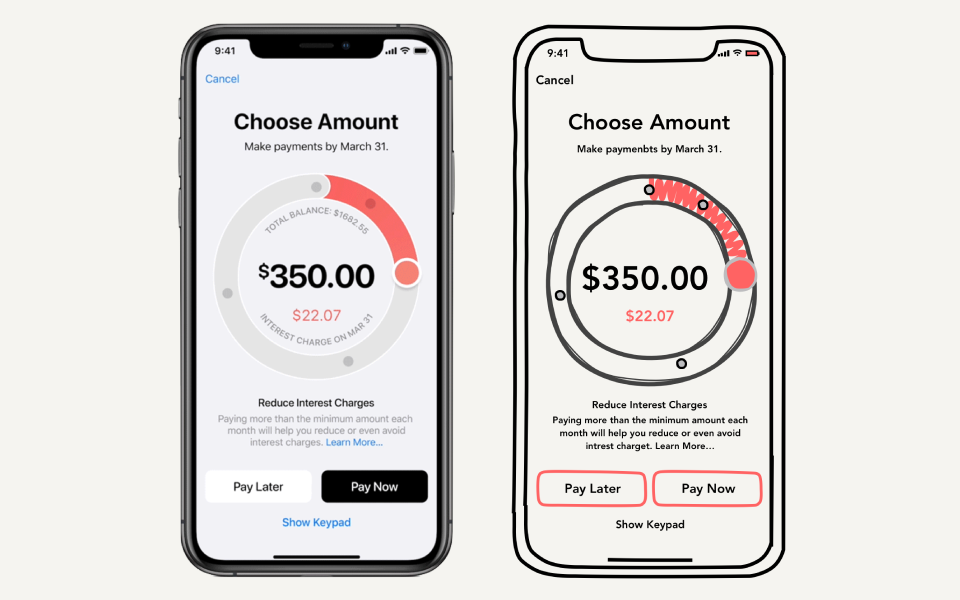 9:41
Cancel
Choose Amount
Make payments by March 31.
TOTAL BALANCE: $1682.55
$350.00
$22.07
INTEREST CHARGE ON MAR 31
Reduce Interest Charges
Paying more than the minimum amount each
month will help you reduce or even avoid
interest charges. Learn More...
Pay Later
Pay Now
Show Keypad
9:41
Cancel
Choose Amount
Make paymenbts by March 31.
$350.00
$22.07
Reduce Interest Charges
Paying more than the minimum amount each
month will help you reduce or even avoid
intrest charget. Learn More...
Pay Later
Pay Now
Show Keypad